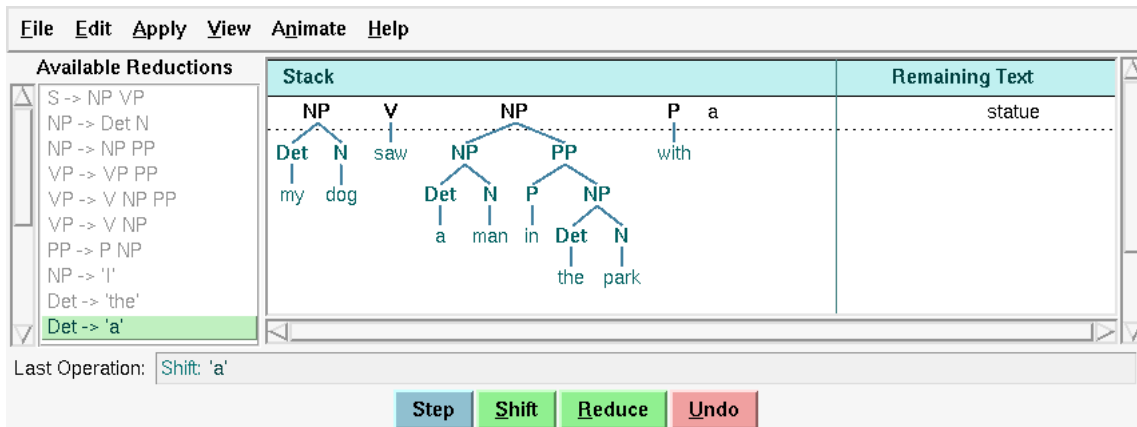 File Edit Apply View Animate Help
Available Reductions
S -> NP VP
NP -> Det N
NP -> NP PP
VP -> VP PP
VP -> V NP PP
VP -> V NP
PP -> P NP
NP -> 'I'
Det -> 'the'
Det -> 'a'
Stack Remaining Text
NP V NP P a statue
Det N saw NP PP with
my dog Det N P NP
a man in Det N
the park
Last Operation: Shift: 'a'
Step Shift Reduce Undo